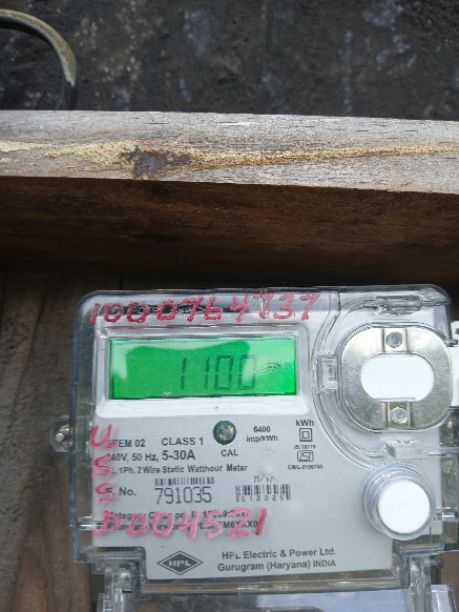 1000764737
1100
U
S
S
D004521
EM 02 CLASS 1
6400
imp/kWh
kWh
240V, 50 Hz, 5-30A
CAL
1Ph, 2 Wire Static Watthour Meter
No.
791035
HPL
HPL Electric & Power Ltd.
Gurugram (Haryana) INDIA